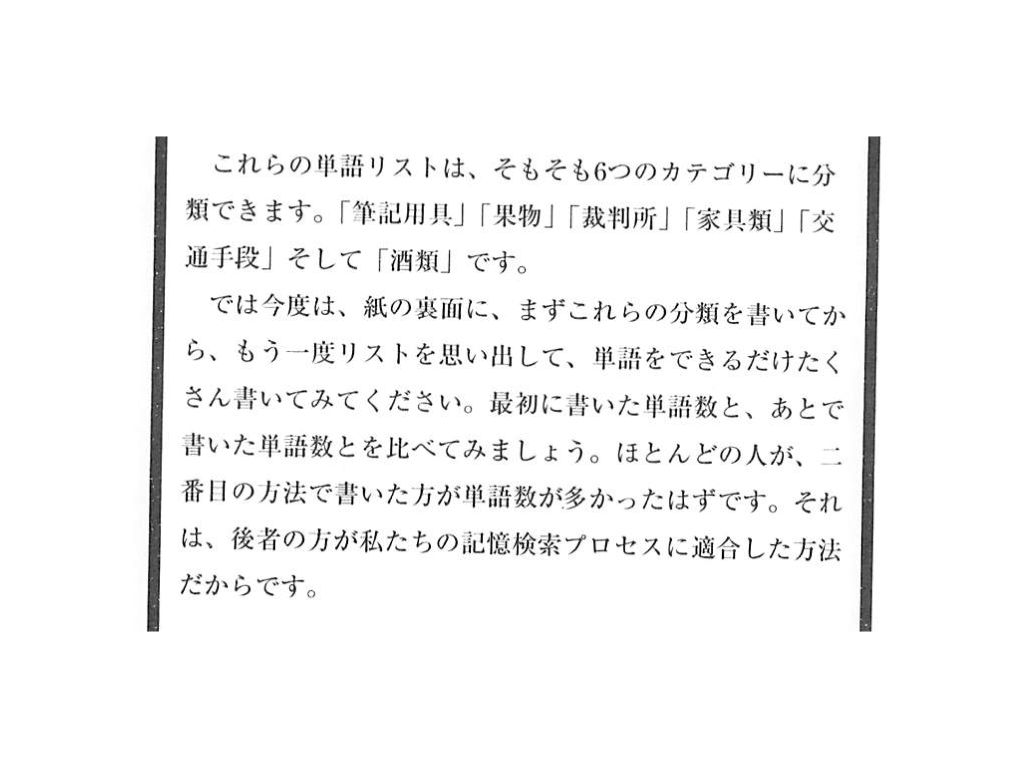 これらの単語リストは、そもそも6つのカテゴリーに分
類できます。「筆記用具」「果物」「裁判所」「家具類」「交
通手段」そして「酒類」です。
では今度は、紙の裏面に、まずこれらの分類を書いてか
ら、もう一度リストを思い出して、単語をできるだけたく
さん書いてみてください。最初に書いた単語数と、あとで
書いた単語数とを比べてみましょう。ほとんどの人が、二
番目の方法で書いた方が単語数が多かったはずです。それ
は、後者の方が私たちの記憶検索プロセスに適合した方法
だからです。